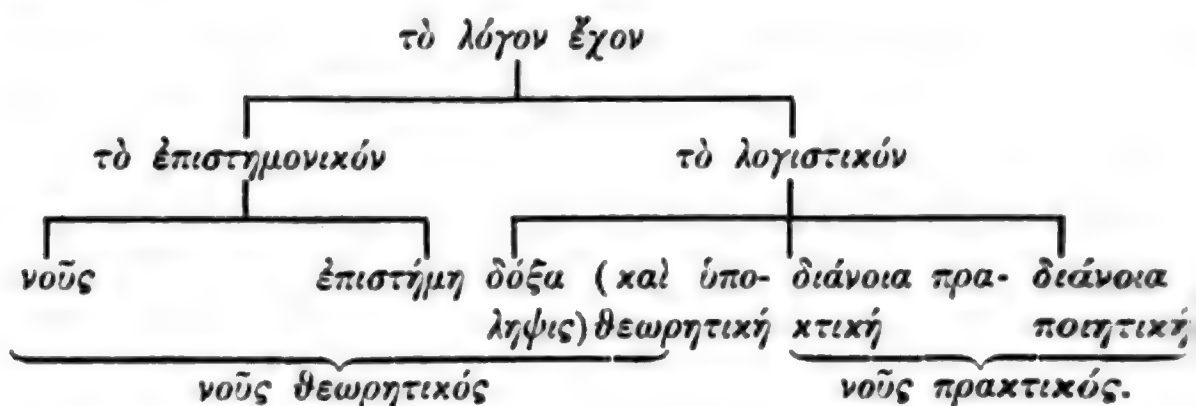 τὸ λόγον ἔχον
τὸ ἐπιστημονικόν τὸ λογιστικόν
νοῦς ἐπιστήμη δόξα (καὶ ὑπο- διάνοια πρα- διάνοια
ληψις) θεωρητική κτική ποιητική
νοῦς θεωρητικός νοῦς πρακτικός.